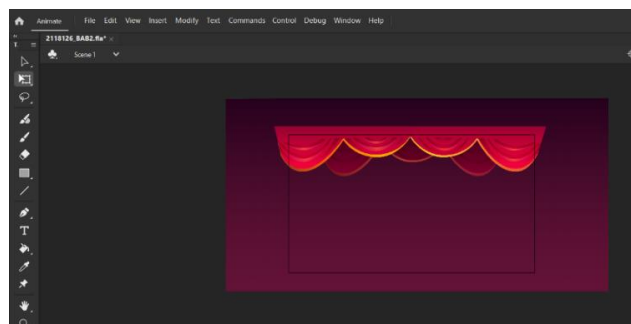 Animate File Edit View Insert Modify Text Commands Control Debug Window Help
2118126_BAB2.fla* ×
Scene 1
T